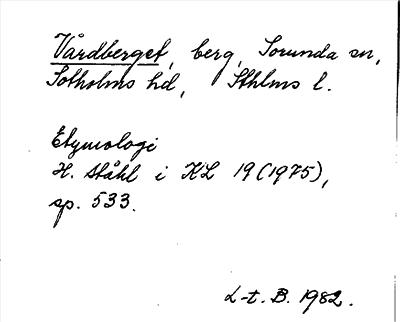 Vårdberget, berg, Sorunda sn,
Sotholms hd, Sthlms l.
Etymologi
H. Ståhl i KL 19 (1975),
sp. 533.
L-t. B. 1982.